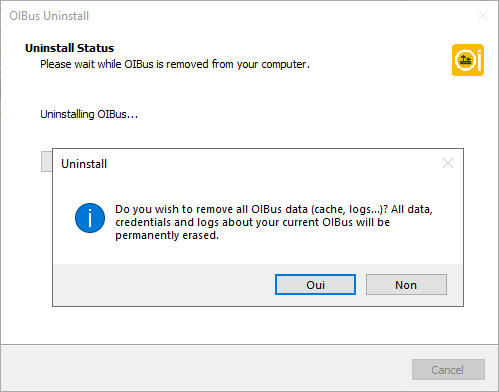 OIBus Uninstall
Uninstall Status
Please wait while OIBus is removed from your computer.
Oi
Uninstalling OIBus...
Uninstall
Do you wish to remove all OIBus data (cache, logs...)? All data,
credentials and logs about your current OIBus will be
permanently erased.
Oui
Non
Cancel